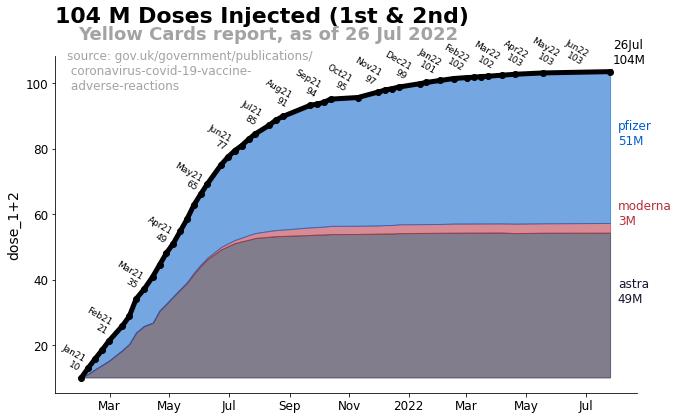 104 M Doses Injected (1st & 2nd)
Yellow Cards report, as of 26 Jul 2022
source: gov.uk/government/publications/
coronavirus-covid-19-vaccine-
adverse-reactions
26Jul
104M
Jun22
103
May22
103
Apr22
103
Mar22
102
Feb22
102
Jan22
101
Dec21
99
Nov21
97
Oct21
95
Sep21
94
Aug21
91
Jul21
85
Jun21
77
May21
65
Apr21
49
Mar21
35
Feb21
21
Jan21
10
pfizer
51M
moderna
3M
astra
49M
dose_1+2
100
80
60
40
20
Mar
May
Jul
Sep
Nov
2022
Mar
May
Jul